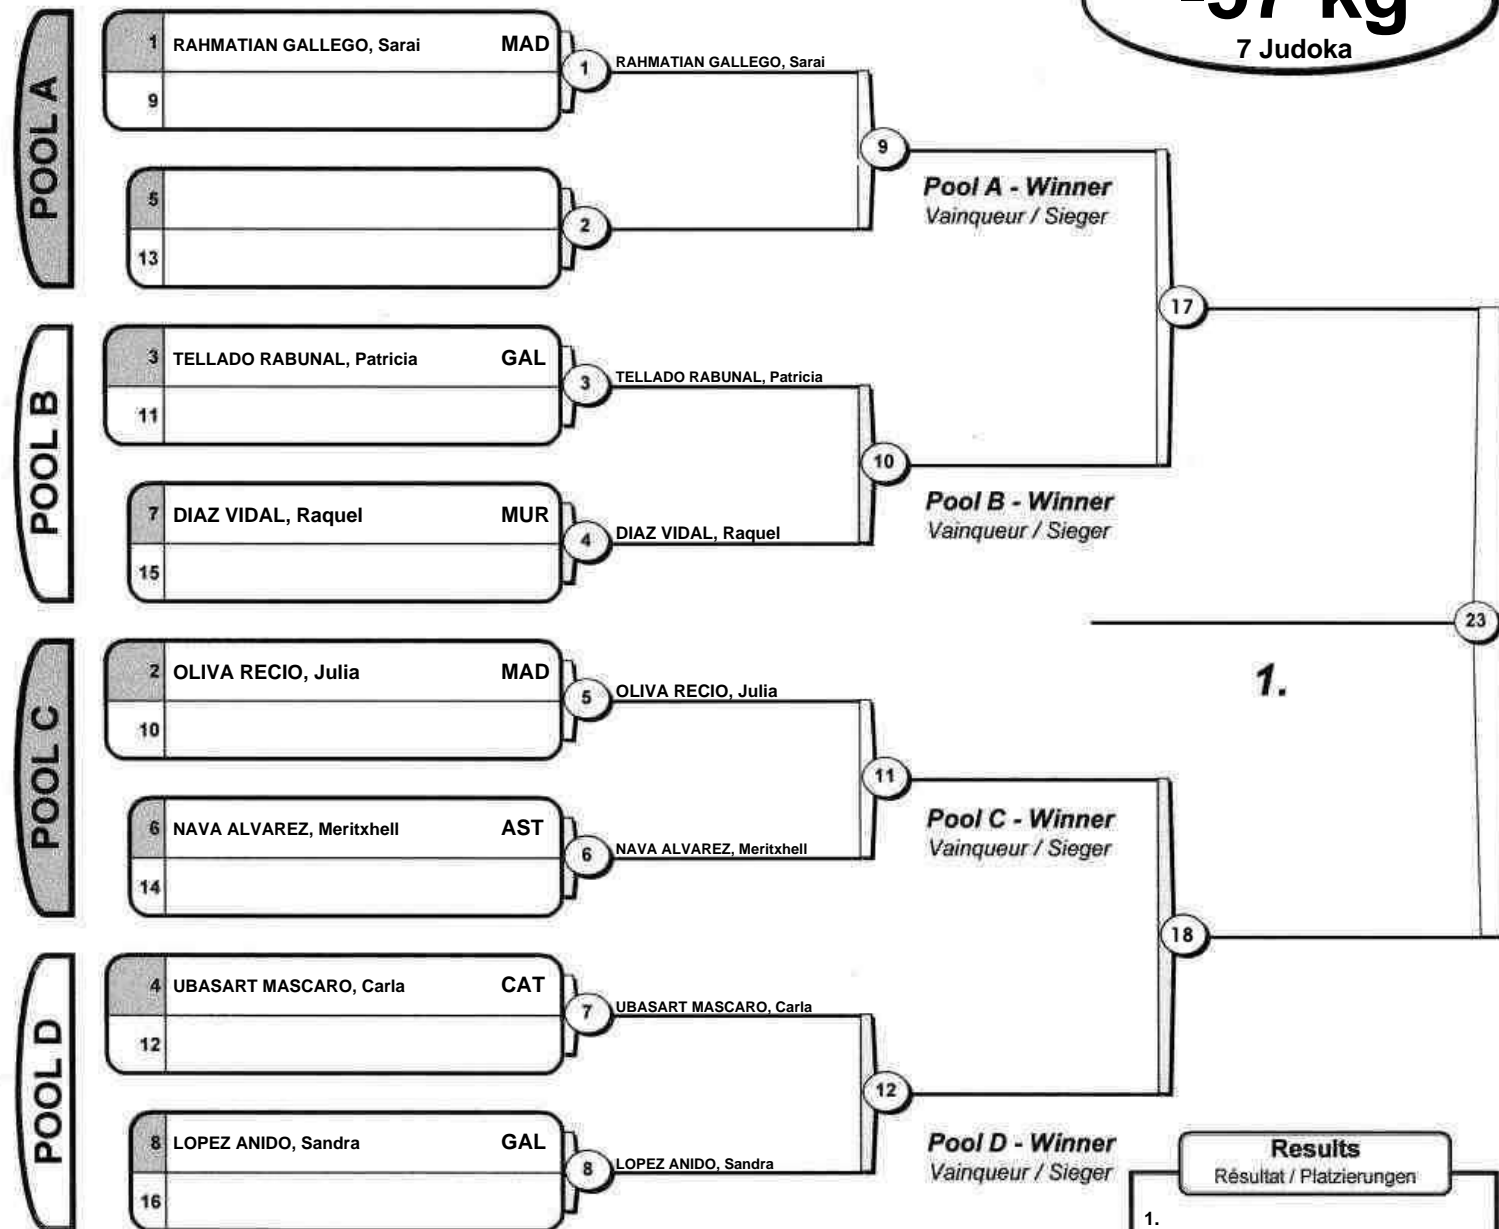 -57 kg
7 Judoka
POOL A
1 RAHMATIAN GALLEGO, Sarai MAD
9
1
RAHMATIAN GALLEGO, Sarai
5
13
2
9
Pool A - Winner
Vainqueur / Sieger
17
POOL B
3 TELLADO RABUNAL, Patricia GAL
11
3
TELLADO RABUNAL, Patricia
7 DIAZ VIDAL, Raquel MUR
15
4
DIAZ VIDAL, Raquel
10
Pool B - Winner
Vainqueur / Sieger
23
1.
POOL C
2 OLIVA RECIO, Julia MAD
10
5
OLIVA RECIO, Julia
6 NAVA ALVAREZ, Meritxhell AST
14
6
NAVA ALVAREZ, Meritxhell
11
Pool C - Winner
Vainqueur / Sieger
18
POOL D
4 UBASART MASCARO, Carla CAT
12
7
UBASART MASCARO, Carla
8 LOPEZ ANIDO, Sandra GAL
16
8
LOPEZ ANIDO, Sandra
12
Pool D - Winner
Vainqueur / Sieger
Results
Résultat / Platzierungen
1.